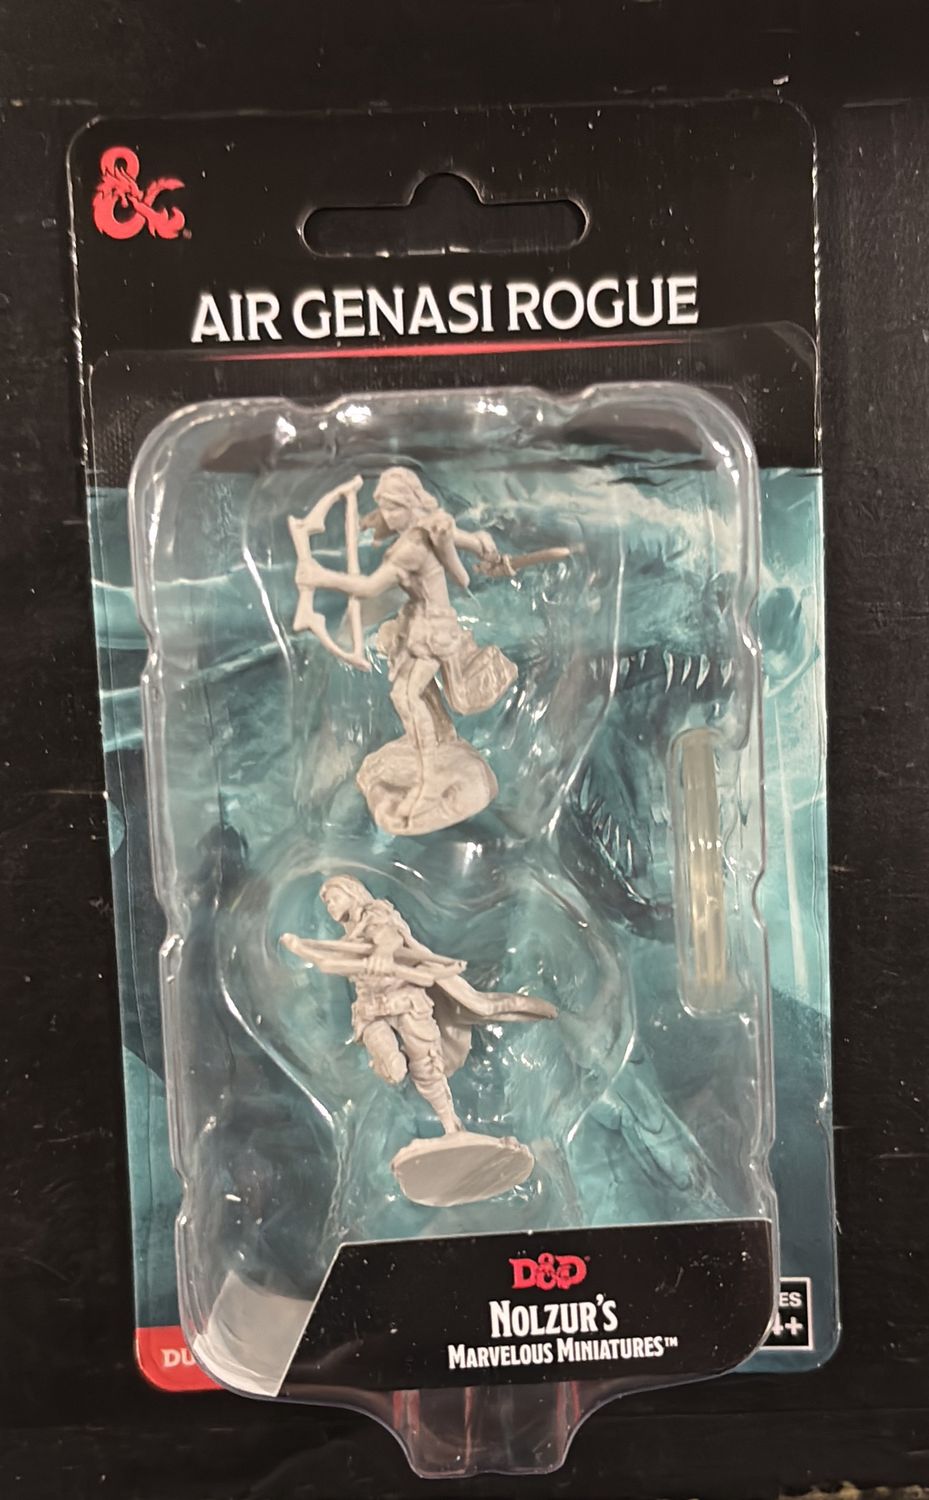 AIR GENASI ROGUE
D&D
NOLZUR'S
MARVELOUS MINIATURES™